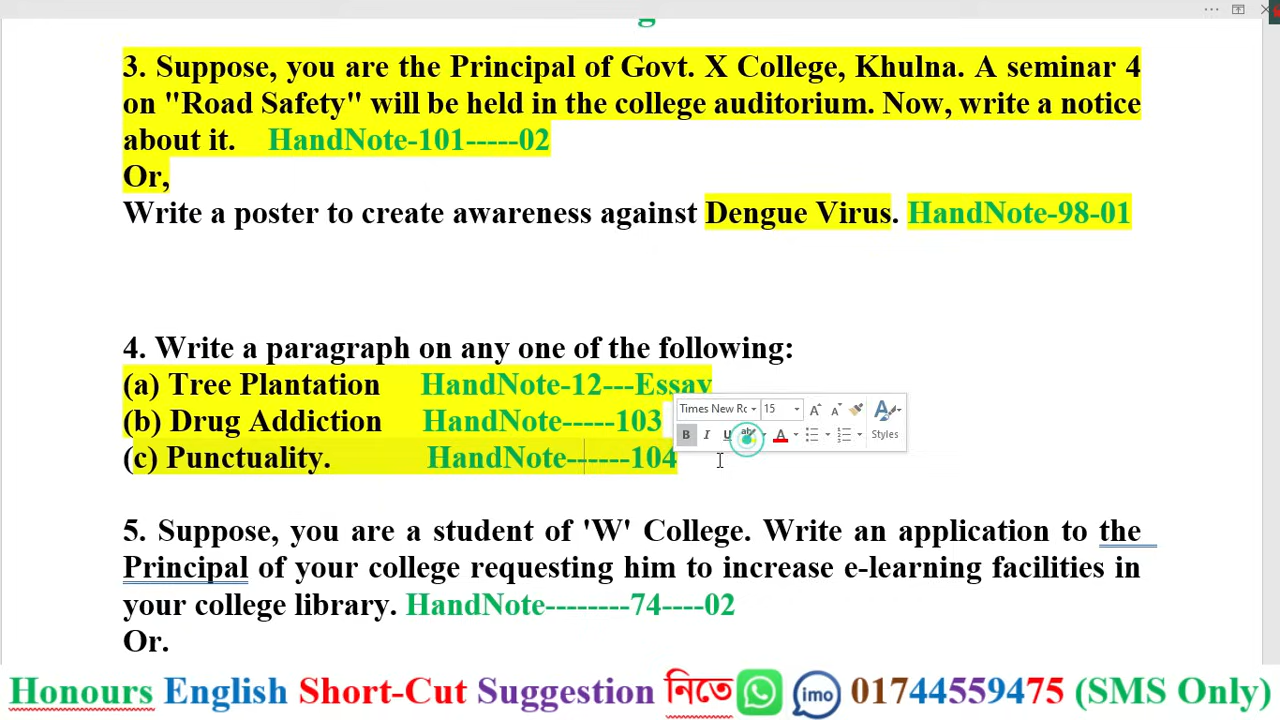 3. Suppose, you are the Principal of Govt. X College, Khulna. A seminar 4
on "Road Safety" will be held in the college auditorium. Now, write a notice
about it. HandNote-101-----02
Or,
Write a poster to create awareness against Dengue Virus. HandNote-98-01
4. Write a paragraph on any one of the following:
(a) Tree Plantation HandNote-12---Essay
(b) Drug Addiction HandNote-----103
Times New Rc 15
B I U Styles
(c) Punctuality. HandNote------104
5. Suppose, you are a student of 'W' College. Write an application to the
Principal of your college requesting him to increase e-learning facilities in
your college library. HandNote--------74----02
Or.
Honours English Short-Cut Suggestion নিতে imo 01744559475 (SMS Only)